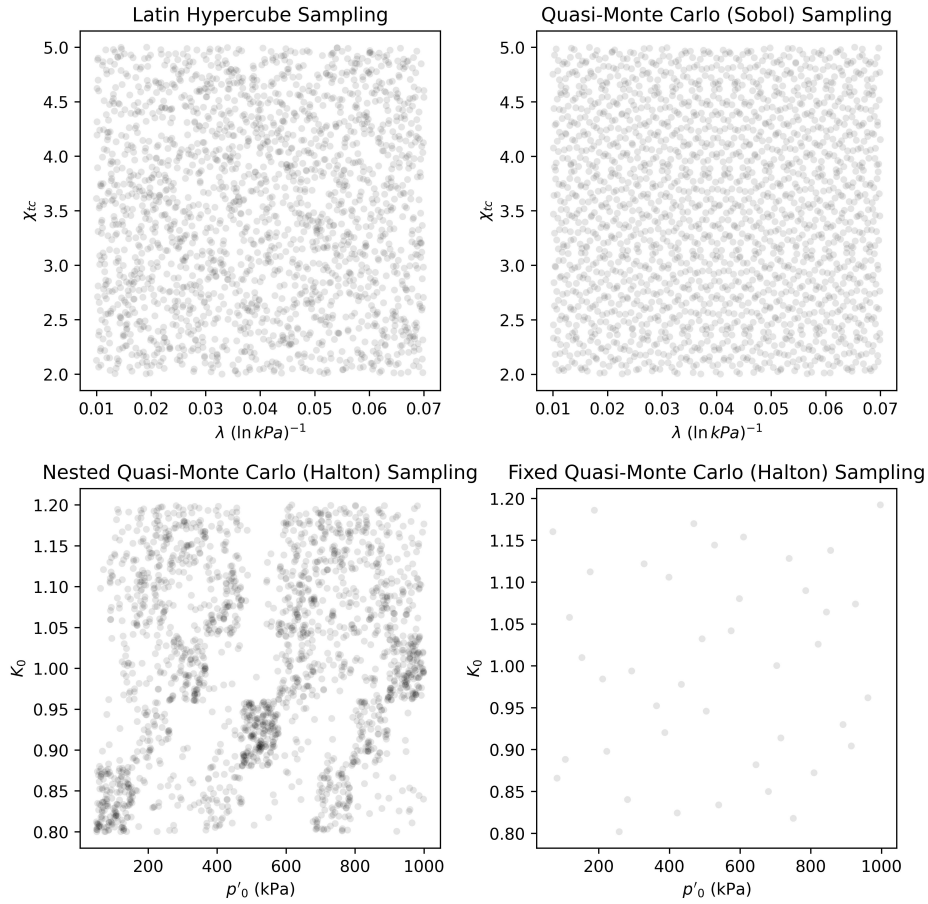 Latin Hypercube Sampling
5.0
4.5
4.0
3.5
3.0
2.5
2.0
χtc
0.01 0.02 0.03 0.04 0.05 0.06 0.07
λ (ln kPa)⁻¹
Quasi-Monte Carlo (Sobol) Sampling
5.0
4.5
4.0
3.5
3.0
2.5
2.0
χtc
0.01 0.02 0.03 0.04 0.05 0.06 0.07
λ (ln kPa)⁻¹
Nested Quasi-Monte Carlo (Halton) Sampling
1.20
1.15
1.10
1.05
1.00
0.95
0.90
0.85
0.80
K₀
200 400 600 800 1000
p′₀ (kPa)
Fixed Quasi-Monte Carlo (Halton) Sampling
1.20
1.15
1.10
1.05
1.00
0.95
0.90
0.85
0.80
K₀
200 400 600 800 1000
p′₀ (kPa)